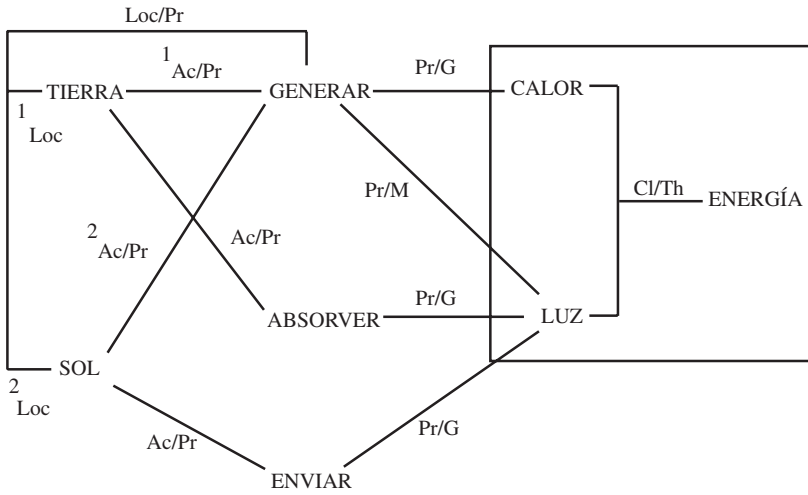 Loc/Pr
1 Ac/Pr
Pr/G
TIERRA
GENERAR
CALOR
1 Loc
Pr/M
Cl/Th
ENERGÍA
2 Ac/Pr
Ac/Pr
Pr/G
ABSORVER
LUZ
SOL
2 Loc
Ac/Pr
Pr/G
ENVIAR